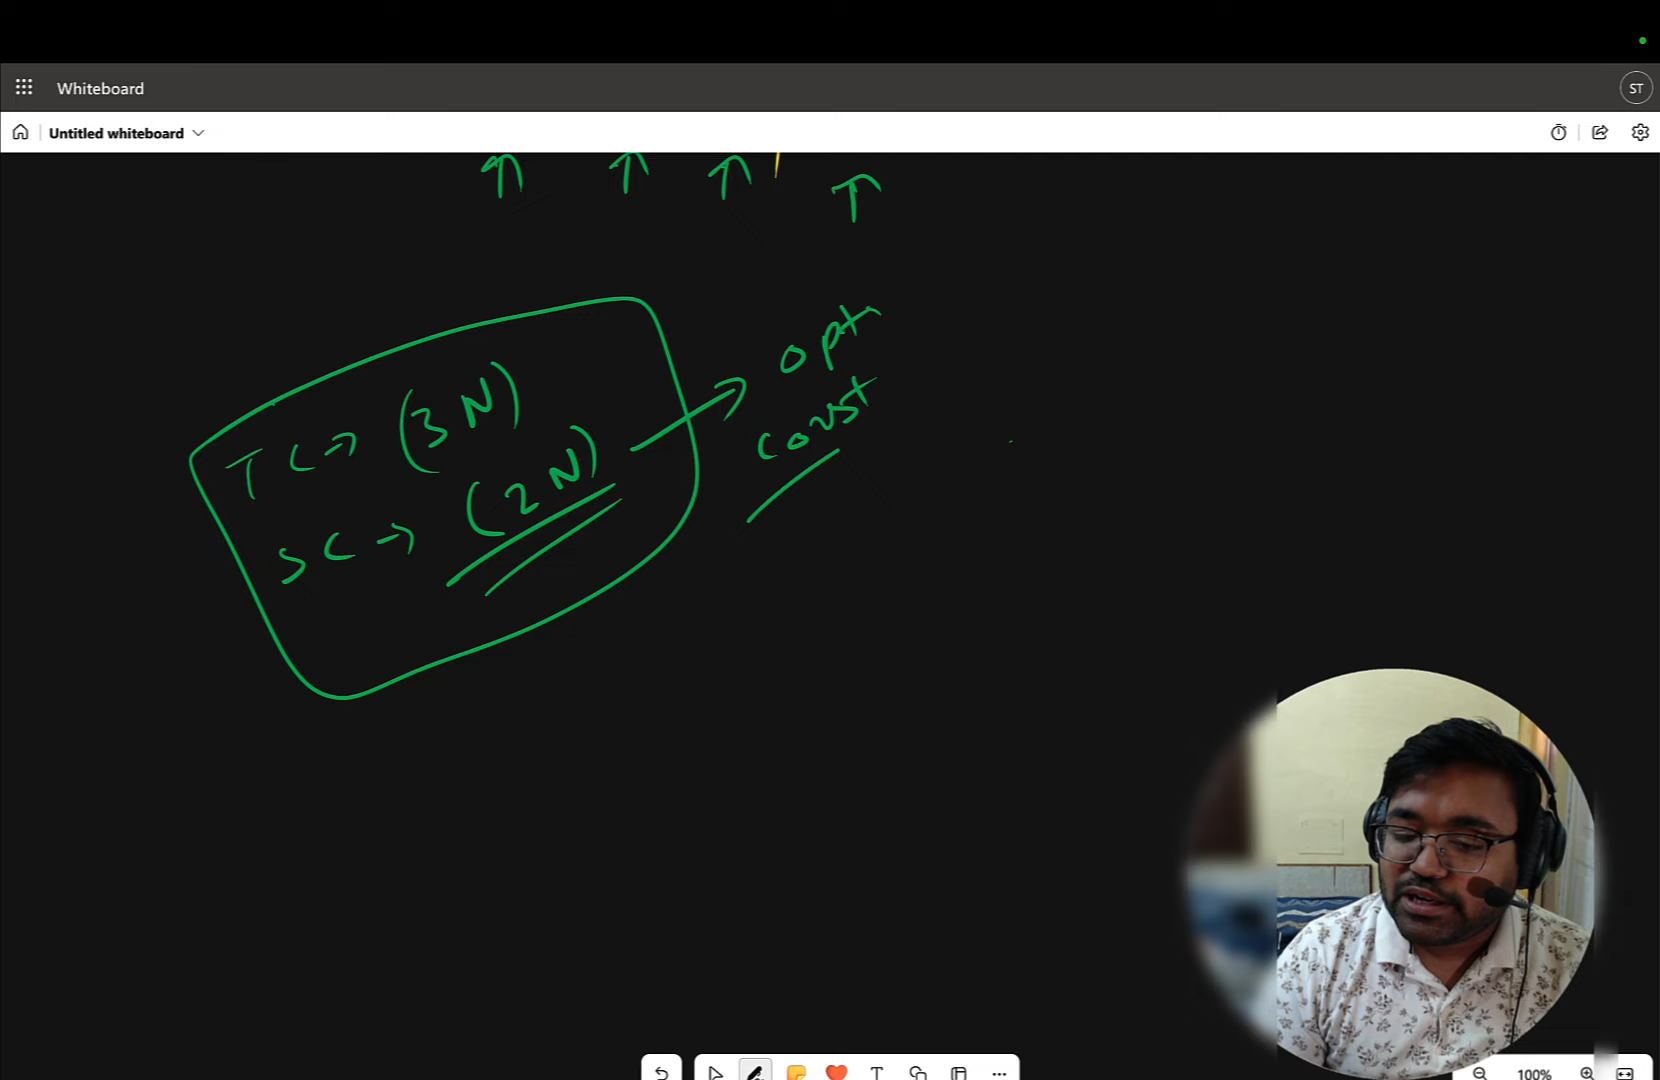 ST
Whiteboard
Untitled whiteboard
TC → (3N)
SC → (2N)
opt
const
T
100%